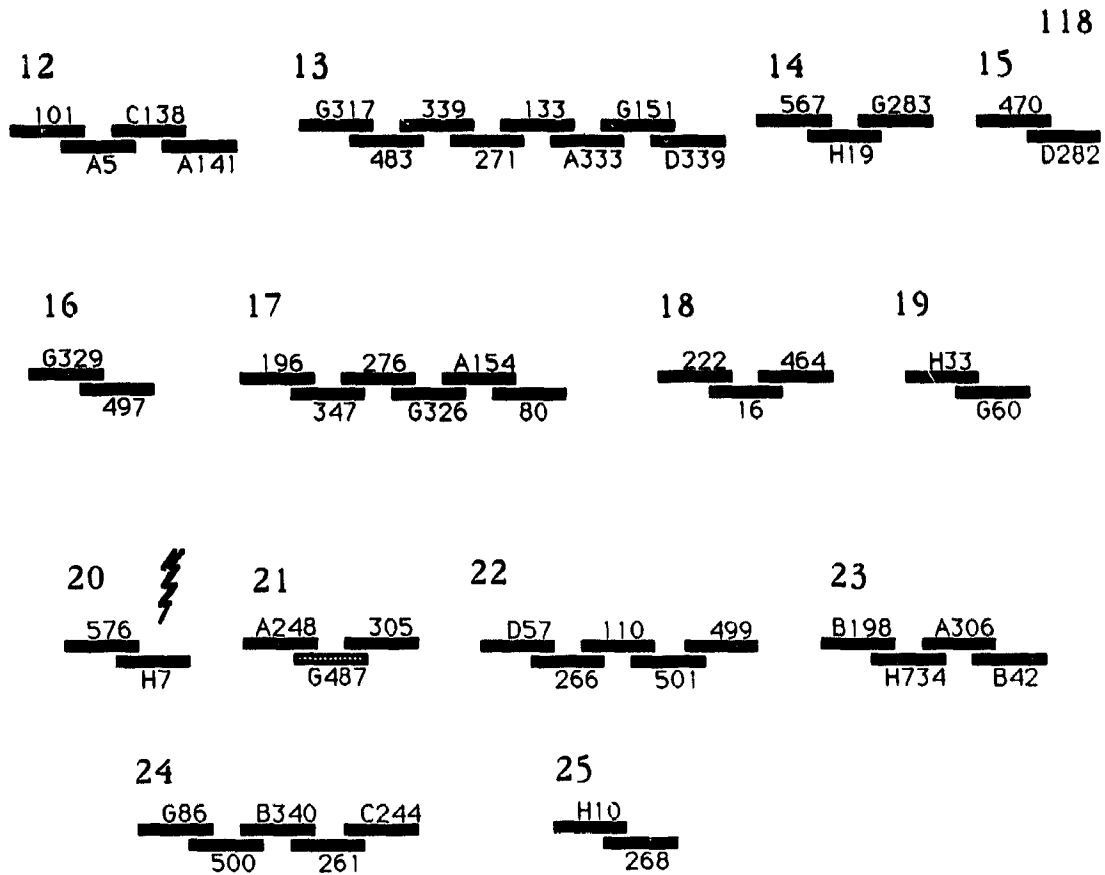 118
12 13 14 15
101 C138 G317 339 133 G151 567 G283 470
A5 A141 483 271 A333 D339 H19 D282
16 17 18 19
G329 196 276 A154 222 464 H33
497 347 G326 80 16 G60
20 21 22 23
576 A248 305 D57 110 499 B198 A306
H7 G487 266 501 H734 B42
24 25
G86 B340 C244 H10
500 261 268